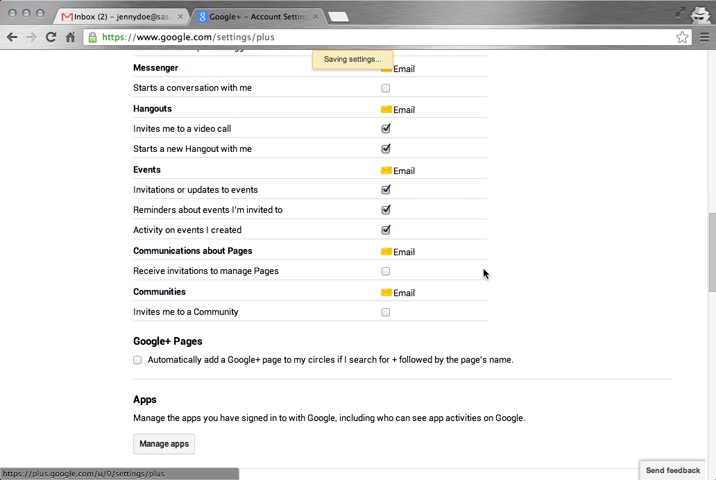 Inbox (2) – jennydoe@sas
Google+ – Account Settin
https://www.google.com/settings/plus
Saving settings...
Messenger Email
Starts a conversation with me
Hangouts Email
Invites me to a video call
Starts a new Hangout with me
Events Email
Invitations or updates to events
Reminders about events I'm invited to
Activity on events I created
Communications about Pages Email
Receive invitations to manage Pages
Communities Email
Invites me to a Community
Google+ Pages
Automatically add a Google+ page to my circles if I search for + followed by the page's name.
Apps
Manage the apps you have signed in to with Google, including who can see app activities on Google.
Manage apps
Send feedback
https://plus.google.com/u/0/settings/plus